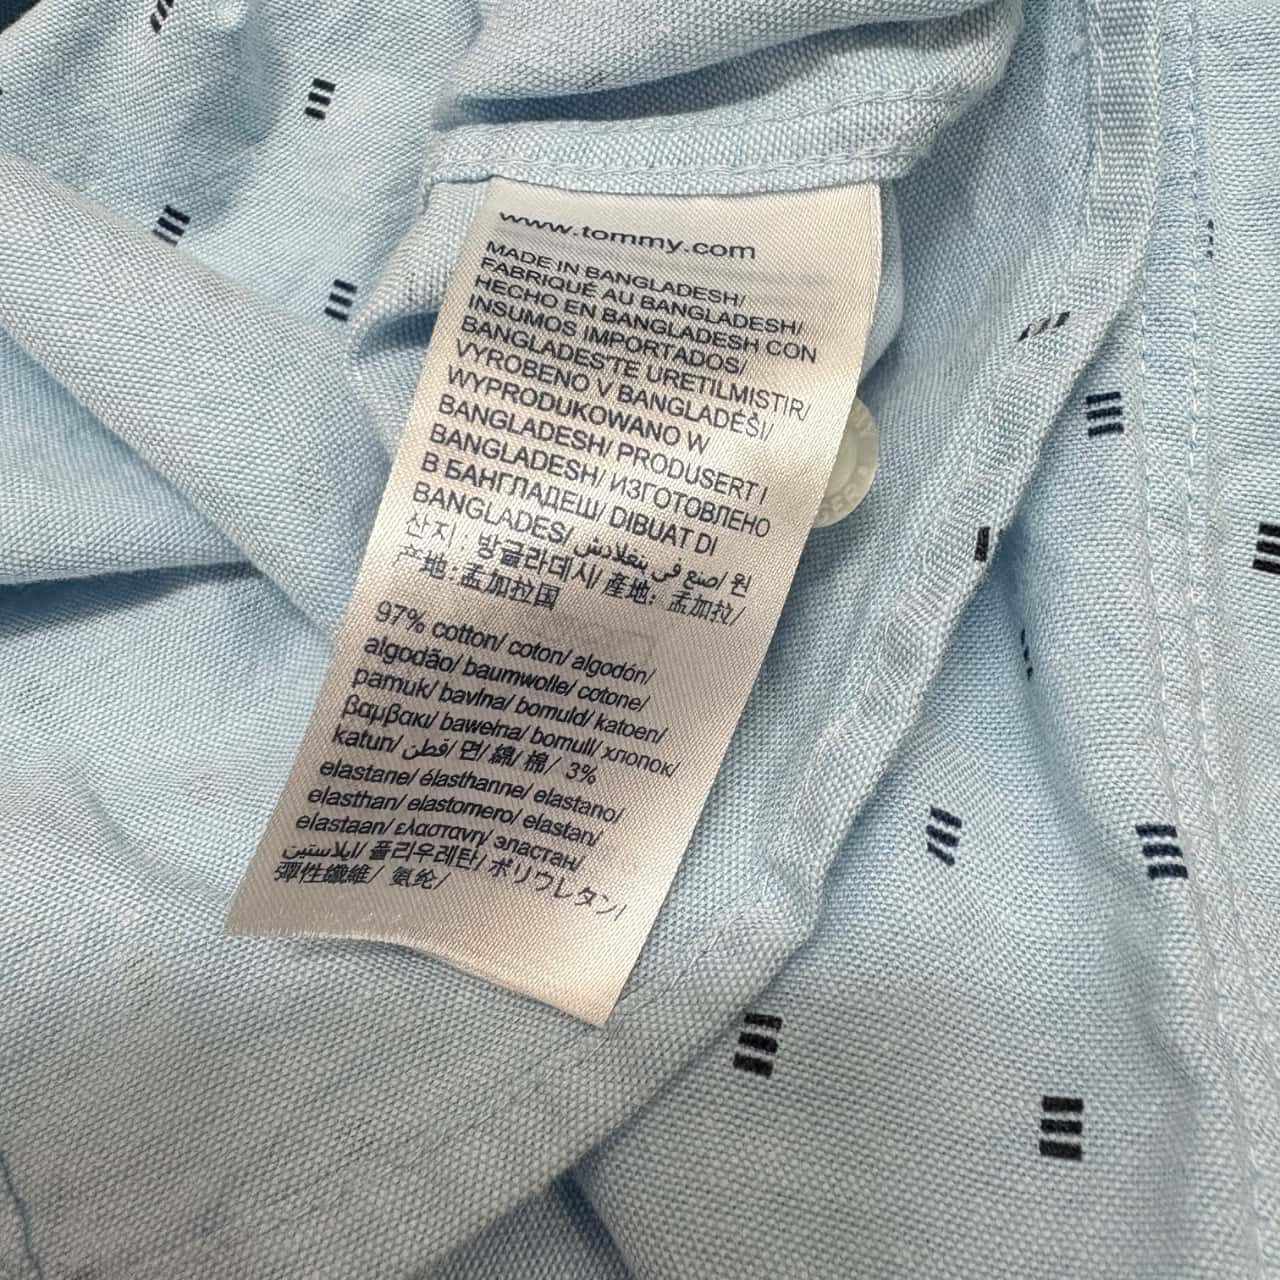 www.tommy.com
MADE IN BANGLADESH/
FABRIQUÉ AU BANGLADESH/
HECHO EN BANGLADESH CON
INSUMOS IMPORTADOS/
BANGLADESTE URETILMISTIR/
VYROBENO V BANGLADÉŠI/
WYPRODUKOWANO W
BANGLADESH/ PRODUSERT I
BANGLADESH/ ИЗГОТОВЛЕНО
В БАНГЛАДЕШ/ DIBUAT DI
BANGLADES/ صنع في بنغلادش/ 원
산지 : 방글라데시/ 產地: 孟加拉/
产地: 孟加拉国
97% cotton/ coton/ algodón/
algodão/ baumwolle/ cotone/
pamuk/ bavlna/ bomuld/ katoen/
βαμβακι/ bawełna/ bomull/ хлопок/
katun/ قطن/ 면/ 綿/ 棉/ 3%
elastane/ élasthanne/ elastano/
elasthan/ elastomero/ elastan/
elastaan/ ελαστανη/ эластан/
ايلاستين/ 폴리우레탄/ ポリウレタン/
彈性纖維/ 氨纶/